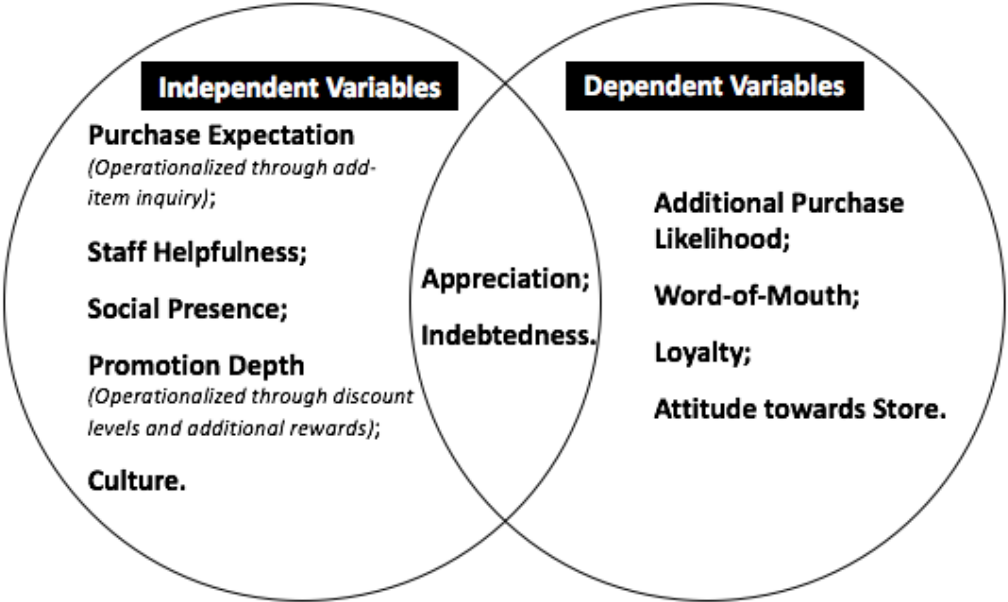 Independent Variables
Purchase Expectation
(Operationalized through add-
item inquiry);
Staff Helpfulness;
Social Presence;
Promotion Depth
(Operationalized through discount
levels and additional rewards);
Culture.
Appreciation;
Indebtedness.
Dependent Variables
Additional Purchase
Likelihood;
Word-of-Mouth;
Loyalty;
Attitude towards Store.